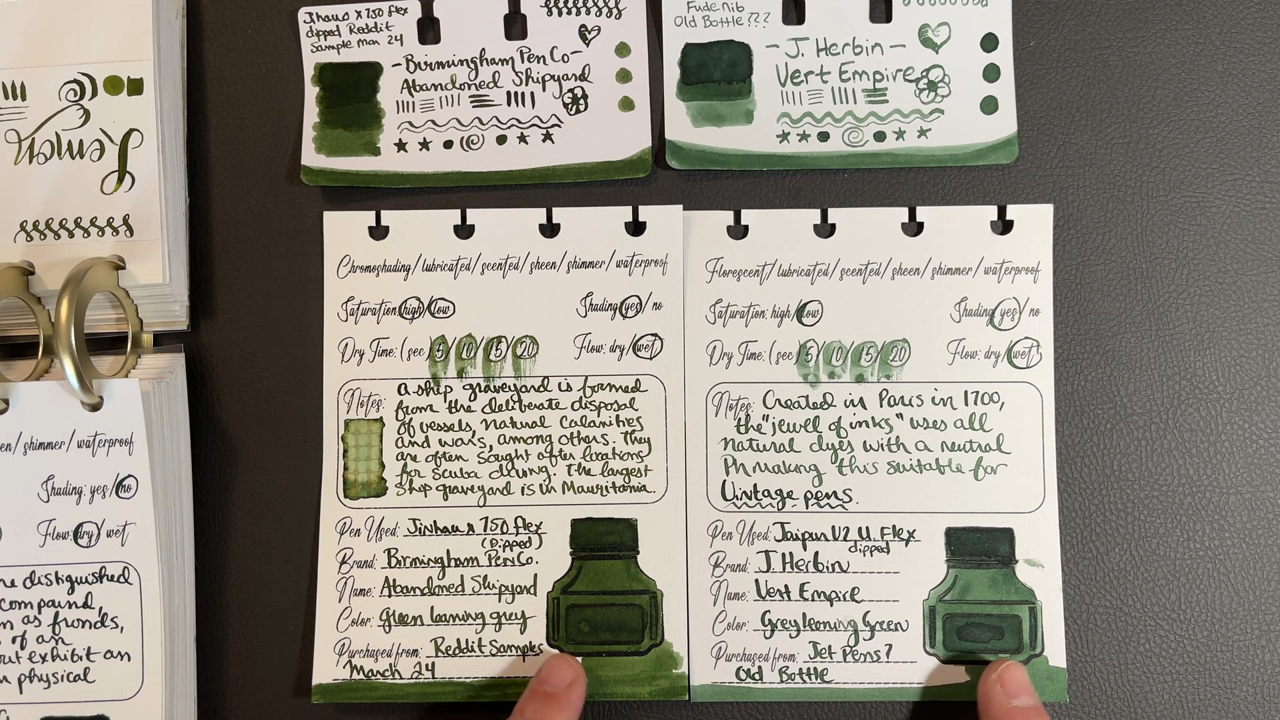 Jinhao x 750 flex
dipped Reddit
Sample Mar 24
-Birmingham Pen Co-
Abandoned Shipyard
Fude nib
Old Bottle???
- J. Herbin -
Vert Empire
Lemon
Chromoshading/lubricated/scented/sheen/shimmer/waterproof
Saturation: high/low
Shading: yes/no
Dry Time: (sec) 5/10/15/20
Flow: dry/wet
Notes: A ship graveyard is formed
from the deliberate disposal
of vessels, natural calamities
and wars, among others. They
are often sought after locations
for scuba diving. The largest
ship graveyard is in Mauritania.
Pen Used: Jinhao x 750 flex
(Dipped)
Brand: Birmingham Pen Co.
Name: Abandoned Shipyard
Color: Green leaning grey
Purchased from: Reddit Samples
March 24
Florescent/lubricated/scented/sheen/shimmer/waterproof
Saturation: high/low
Shading: yes/no
Dry Time: (sec) 5/10/15/20
Flow: dry/wet
Notes: Created in Paris in 1700,
the "jewel of inks" uses all
natural dyes with a neutral
Ph making this suitable for
Vintage pens.
Pen Used: Jaipur V2 U. Flex
dipped
Brand: J. Herbin
Name: Vert Empire
Color: Grey leaning Green
Purchased from: Jet Pens?
Old Bottle
en/shimmer/waterproof
Shading: yes/no
Flow: dry/wet
re distiguished
compound,
n as fronds,
of an
out exhibit an
n physical